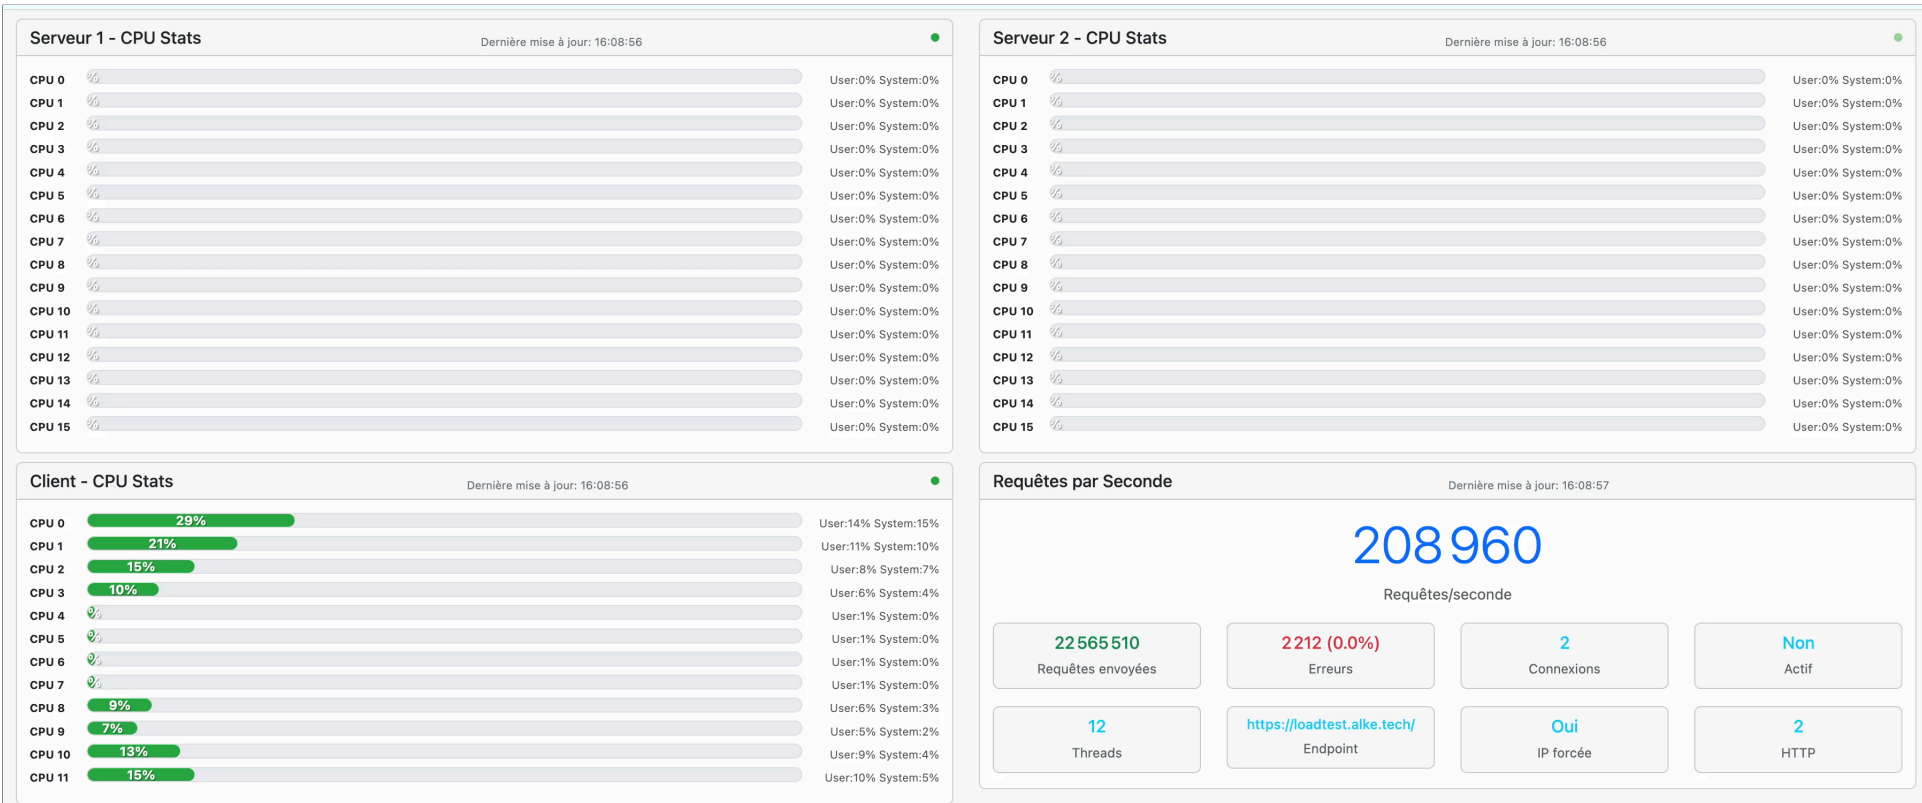 Serveur 1 - CPU Stats
Dernière mise à jour: 16:08:56
CPU 0 % User:0% System:0%
CPU 1 % User:0% System:0%
CPU 2 % User:0% System:0%
CPU 3 % User:0% System:0%
CPU 4 % User:0% System:0%
CPU 5 % User:0% System:0%
CPU 6 % User:0% System:0%
CPU 7 % User:0% System:0%
CPU 8 % User:0% System:0%
CPU 9 % User:0% System:0%
CPU 10 % User:0% System:0%
CPU 11 % User:0% System:0%
CPU 12 % User:0% System:0%
CPU 13 % User:0% System:0%
CPU 14 % User:0% System:0%
CPU 15 % User:0% System:0%
Serveur 2 - CPU Stats
Dernière mise à jour: 16:08:56
CPU 0 % User:0% System:0%
CPU 1 % User:0% System:0%
CPU 2 % User:0% System:0%
CPU 3 % User:0% System:0%
CPU 4 % User:0% System:0%
CPU 5 % User:0% System:0%
CPU 6 % User:0% System:0%
CPU 7 % User:0% System:0%
CPU 8 % User:0% System:0%
CPU 9 % User:0% System:0%
CPU 10 % User:0% System:0%
CPU 11 % User:0% System:0%
CPU 12 % User:0% System:0%
CPU 13 % User:0% System:0%
CPU 14 % User:0% System:0%
CPU 15 % User:0% System:0%
Client - CPU Stats
Dernière mise à jour: 16:08:56
CPU 0 29% User:14% System:15%
CPU 1 21% User:11% System:10%
CPU 2 15% User:8% System:7%
CPU 3 10% User:6% System:4%
CPU 4 % User:1% System:0%
CPU 5 % User:1% System:0%
CPU 6 % User:1% System:0%
CPU 7 % User:1% System:0%
CPU 8 9% User:6% System:3%
CPU 9 7% User:5% System:2%
CPU 10 13% User:9% System:4%
CPU 11 15% User:10% System:5%
Requêtes par Seconde
Dernière mise à jour: 16:08:57
208 960
Requêtes/seconde
22 565 510
Requêtes envoyées
2 212 (0.0%)
Erreurs
2
Connexions
Non
Actif
12
Threads
https://loadtest.alke.tech/
Endpoint
Oui
IP forcée
2
HTTP